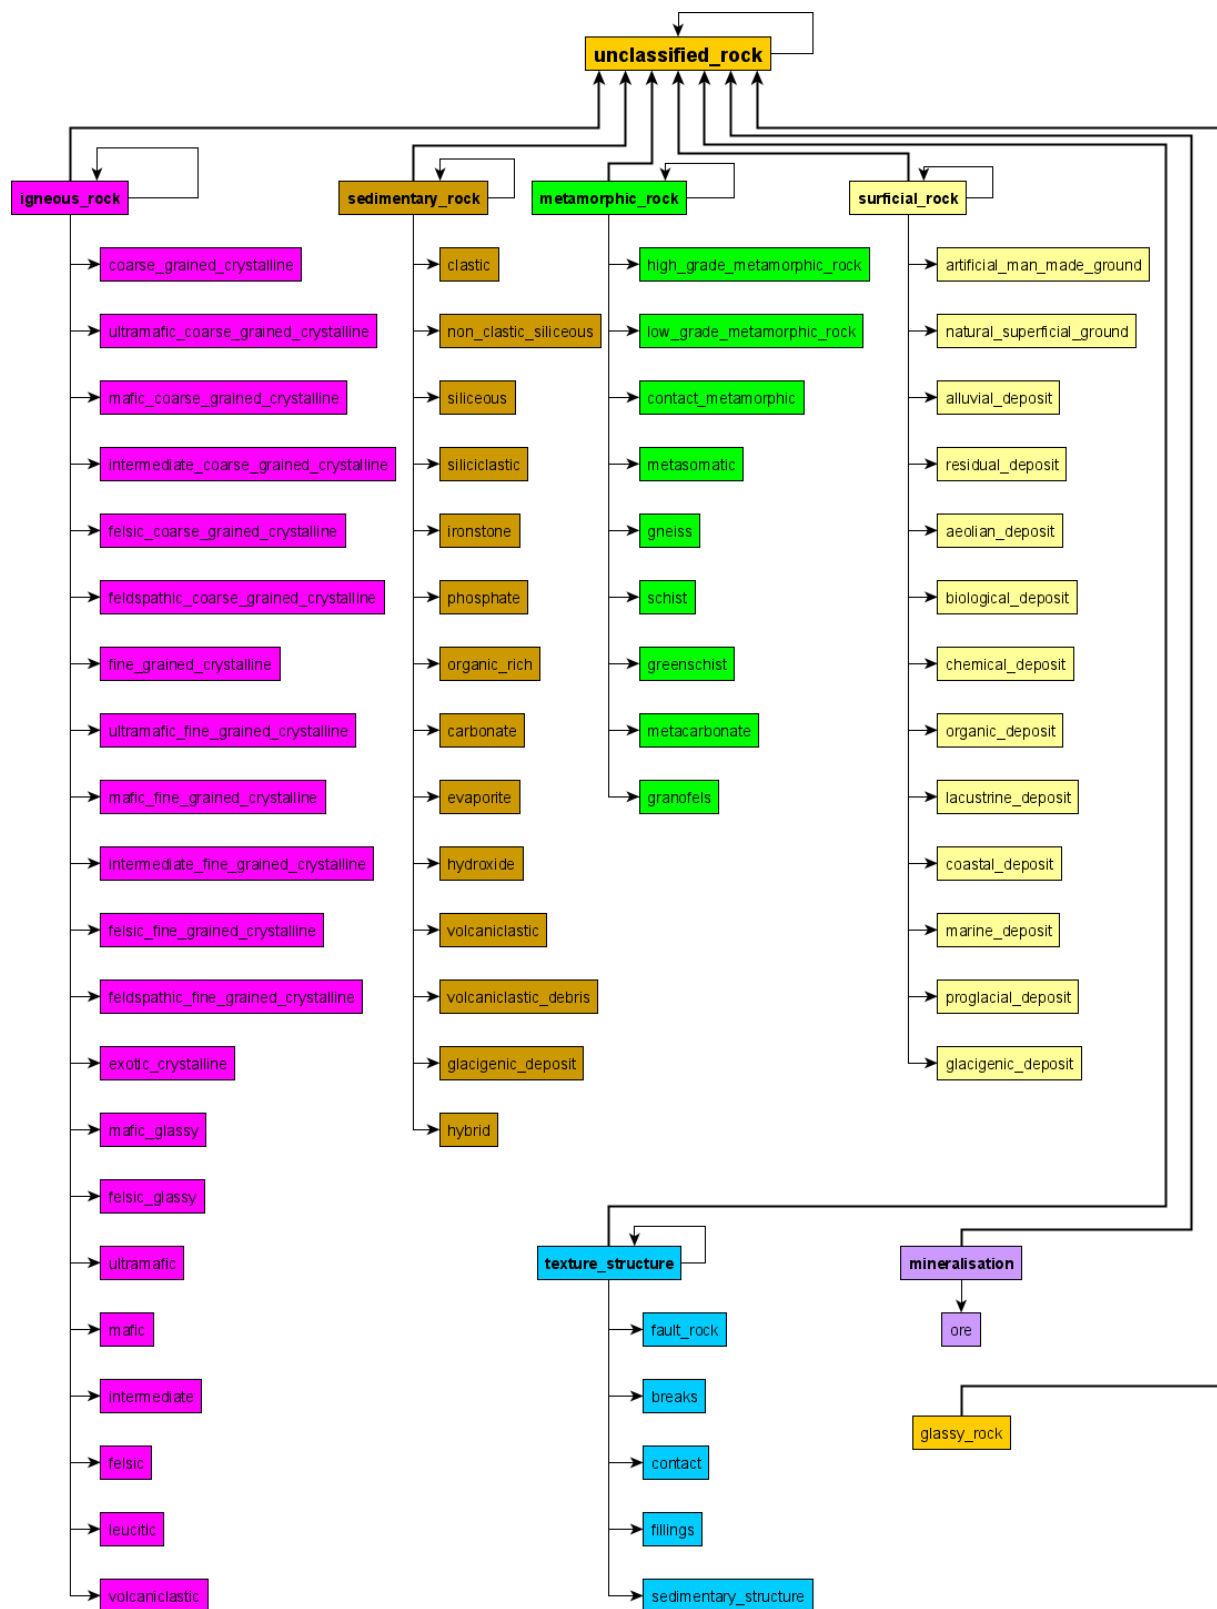 unclassified_rock
igneous_rock
coarse_grained_crystalline
ultramafic_coarse_grained_crystalline
mafic_coarse_grained_crystalline
intermediate_coarse_grained_crystalline
felsic_coarse_grained_crystalline
feldspathic_coarse_grained_crystalline
fine_grained_crystalline
ultramafic_fine_grained_crystalline
mafic_fine_grained_crystalline
intermediate_fine_grained_crystalline
felsic_fine_grained_crystalline
feldspathic_fine_grained_crystalline
exotic_crystalline
mafic_glassy
felsic_glassy
ultramafic
mafic
intermediate
felsic
leucitic
volcaniclastic
sedimentary_rock
clastic
non_clastic_siliceous
siliceous
siliciclastic
ironstone
phosphate
organic_rich
carbonate
evaporite
hydroxide
volcaniclastic
volcaniclastic_debris
glacigenic_deposit
hybrid
metamorphic_rock
high_grade_metamorphic_rock
low_grade_metamorphic_rock
contact_metamorphic
metasomatic
gneiss
schist
greenschist
metacarbonate
granofels
surficial_rock
artificial_man_made_ground
natural_superficial_ground
alluvial_deposit
residual_deposit
aeolian_deposit
biological_deposit
chemical_deposit
organic_deposit
lacustrine_deposit
coastal_deposit
marine_deposit
proglacial_deposit
glacigenic_deposit
texture_structure
fault_rock
breaks
contact
fillings
sedimentary_structure
mineralisation
ore
glassy_rock